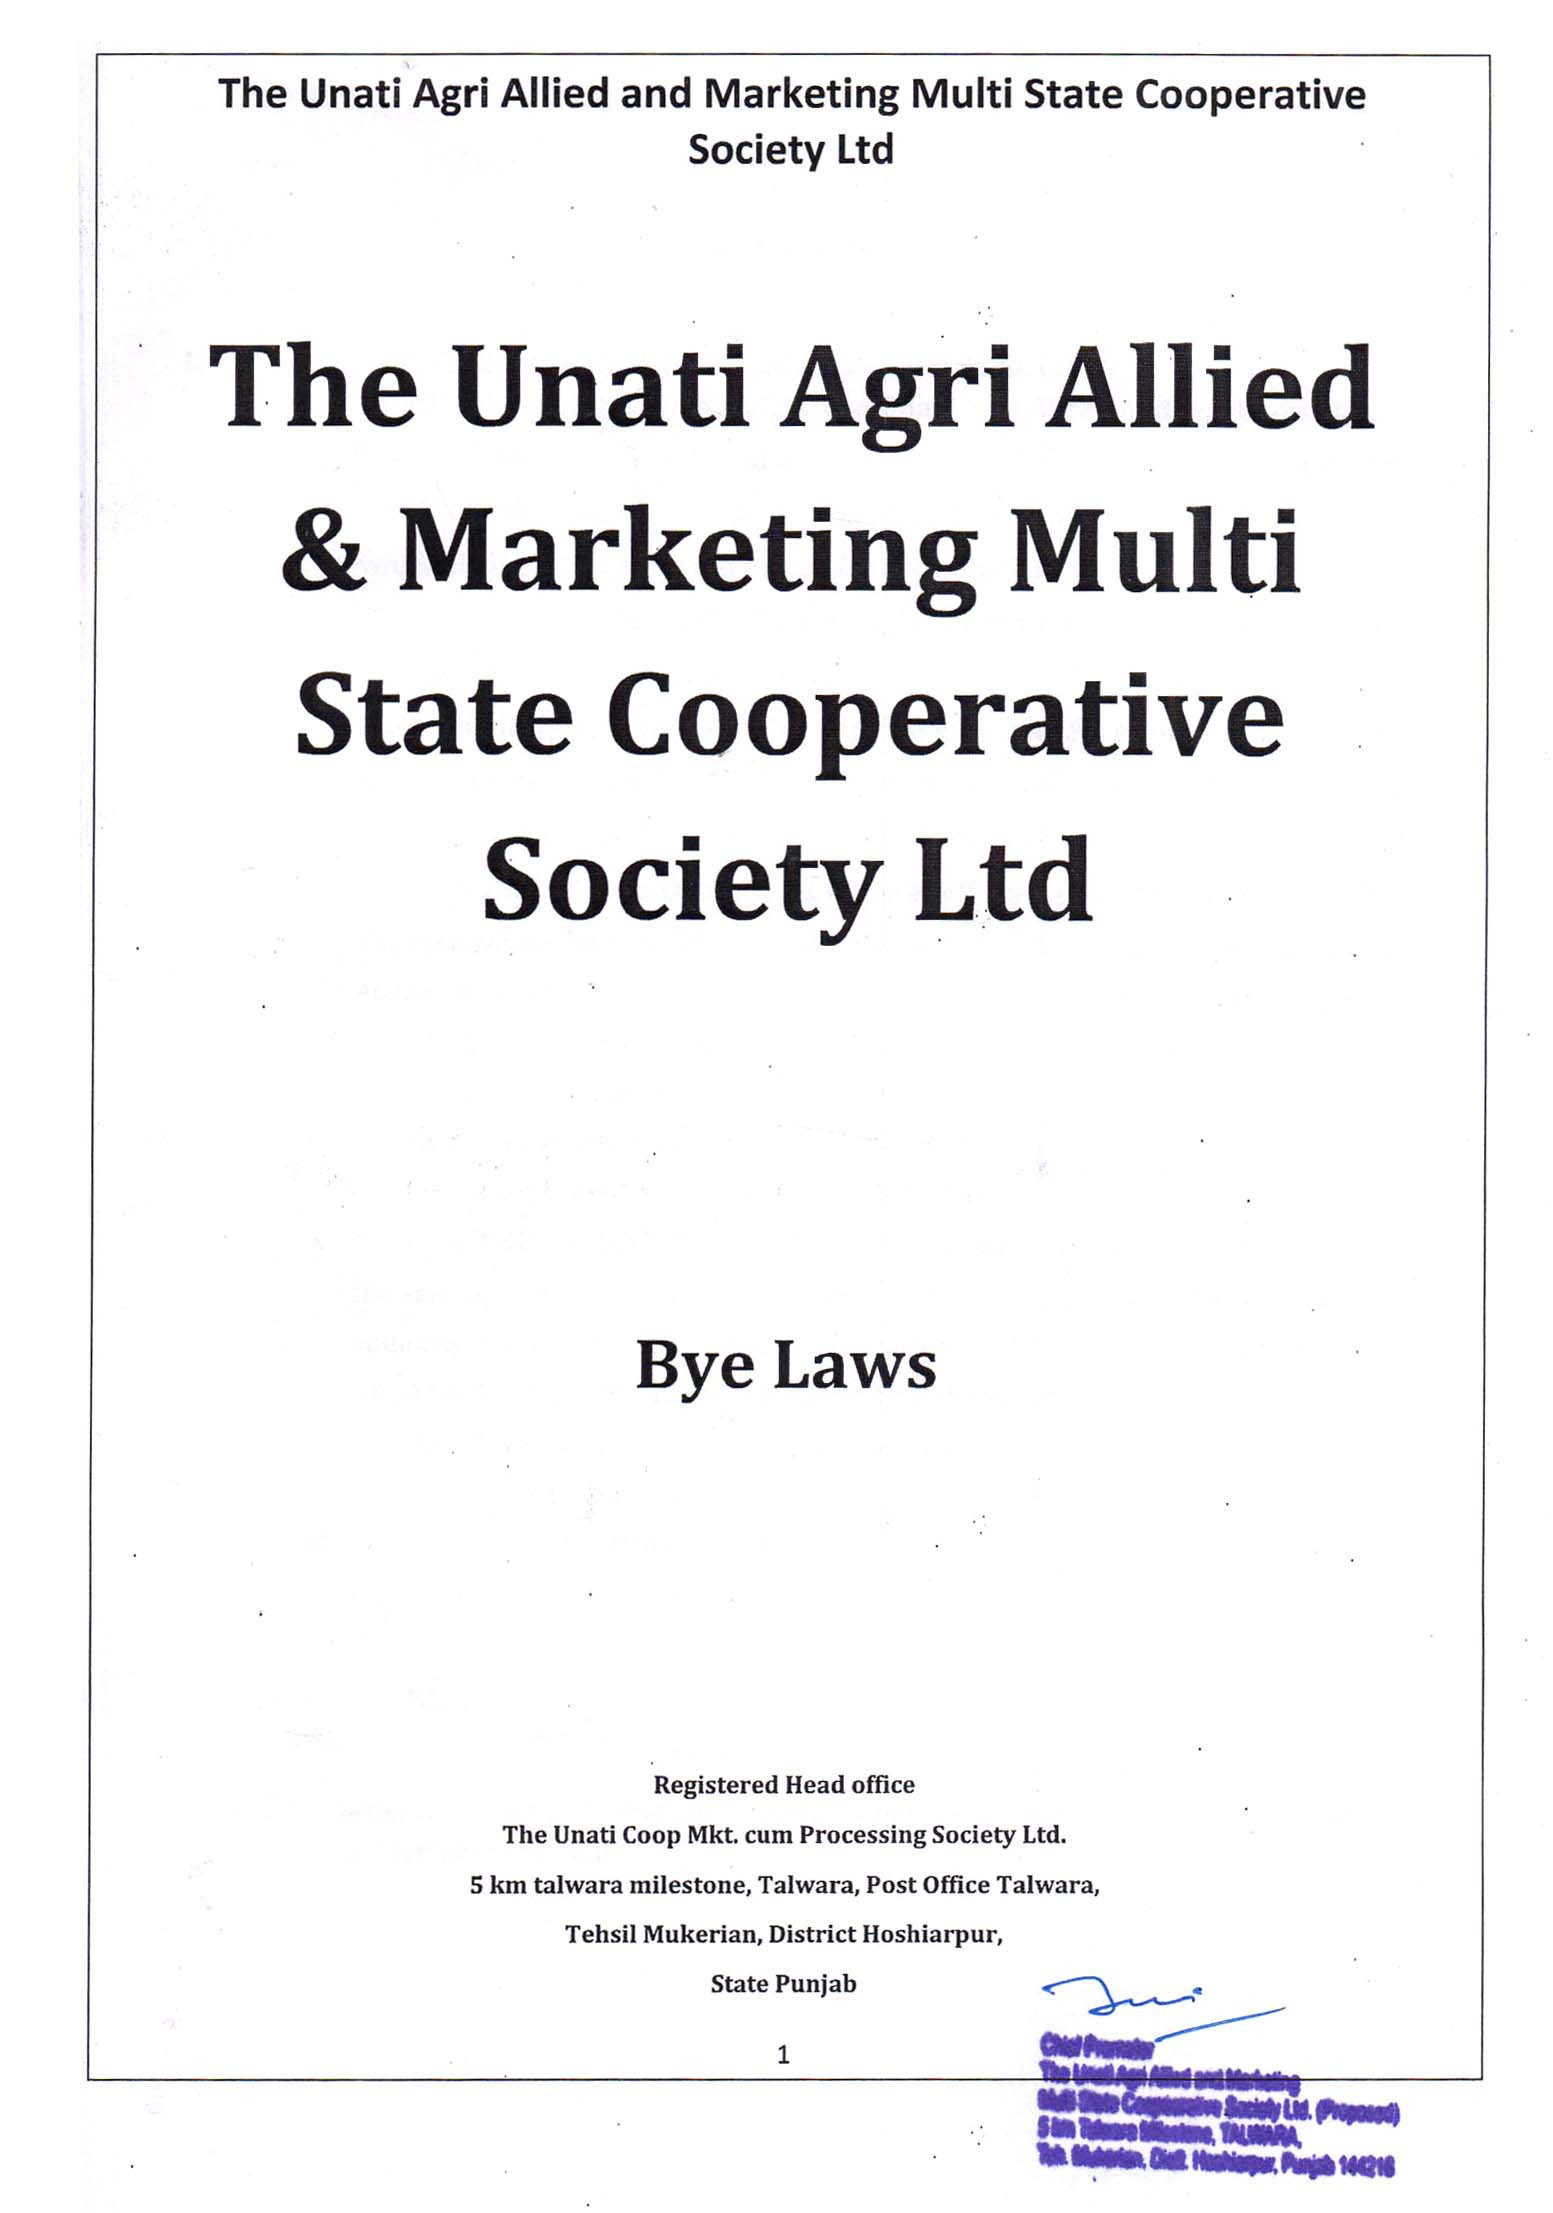 The Unati Agri Allied and Marketing Multi State Cooperative
Society Ltd
The Unati Agri Allied
& Marketing Multi
State Cooperative
Society Ltd
Bye Laws
Registered Head office
The Unati Coop Mkt. cum Processing Society Ltd.
5 km talwara milestone, Talwara, Post Office Talwara,
Tehsil Mukerian, District Hoshiarpur,
State Punjab
1
Chief Promoter
The Unati Agri Allied and Marketing
Multi State Cooperative Society Ltd. (Proposed)
5 km Talwara Milestone, TALWARA,
Teh. Mukerian, Distt. Hoshiarpur, Punjab 144216